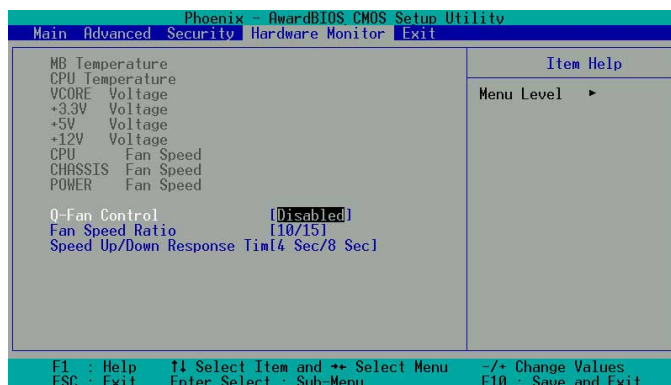 Phoenix - AwardBIOS CMOS Setup Utility
Main Advanced Security Hardware Monitor Exit
MB Temperature
CPU Temperature
VCORE Voltage
+3.3V Voltage
+5V Voltage
+12V Voltage
CPU Fan Speed
CHASSIS Fan Speed
POWER Fan Speed
Q-Fan Control [Disabled]
Fan Speed Ratio [10/15]
Speed Up/Down Response Tim[4 Sec/8 Sec]
Item Help
Menu Level ►
F1 : Help ↑↓ Select Item and ↔ Select Menu -/+ Change Values
ESC : Exit Enter Select : Sub-Menu F10 : Save and Exit